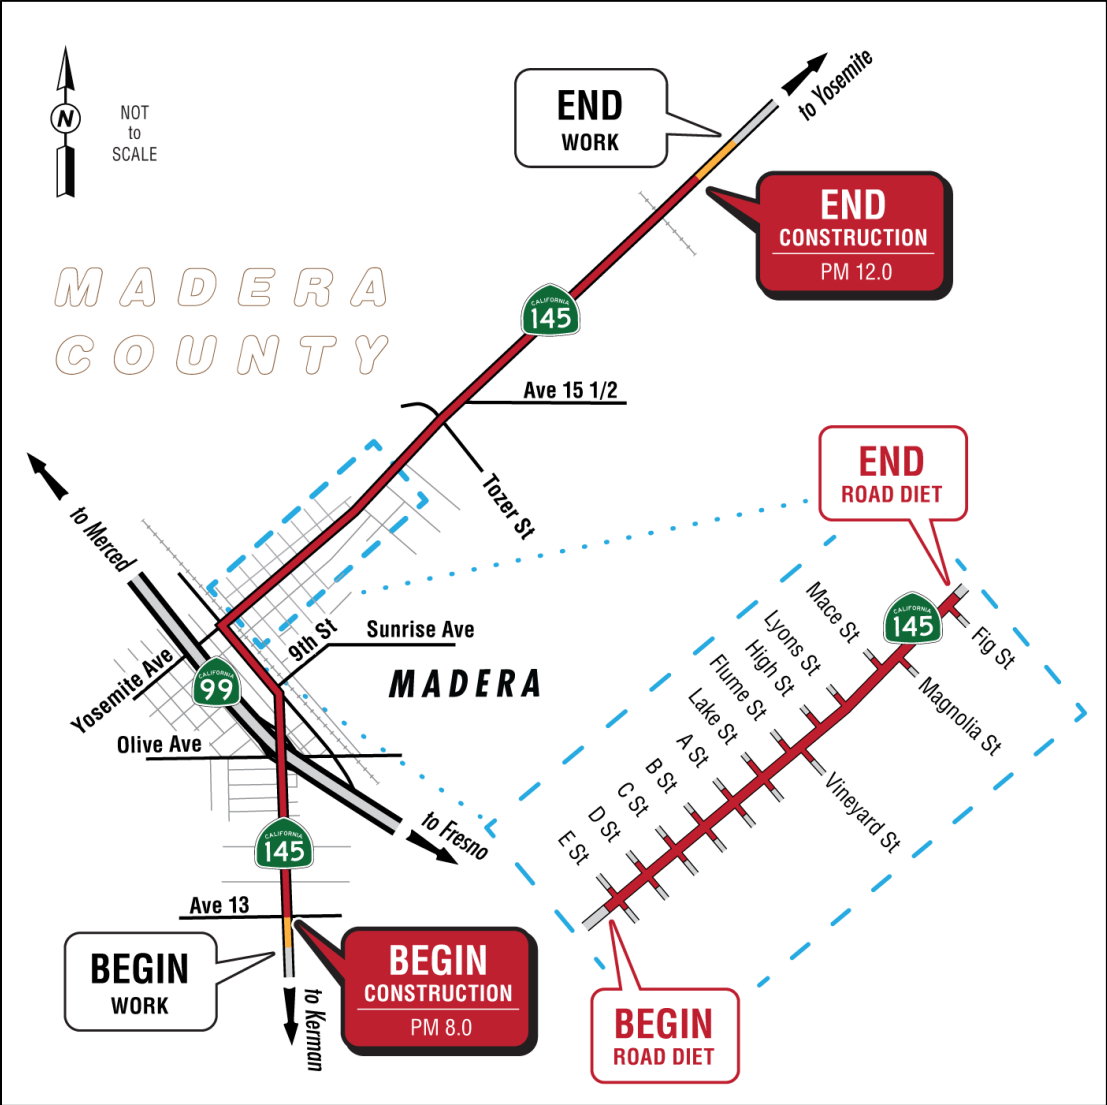 N
NOT
to
SCALE
END
WORK
to Yosemite
END
CONSTRUCTION
PM 12.0
MADERA
COUNTY
CALIFORNIA
145
Ave 15 1/2
Tozer St
to Merced
9th St
Sunrise Ave
MADERA
Yosemite Ave
CALIFORNIA
99
Olive Ave
to Fresno
CALIFORNIA
145
Ave 13
BEGIN
WORK
BEGIN
CONSTRUCTION
PM 8.0
to Kerman
END
ROAD DIET
CALIFORNIA
145
Fig St
Mace St
Magnolia St
Lyons St
High St
Flume St
Vineyard St
Lake St
A St
B St
C St
D St
E St
BEGIN
ROAD DIET